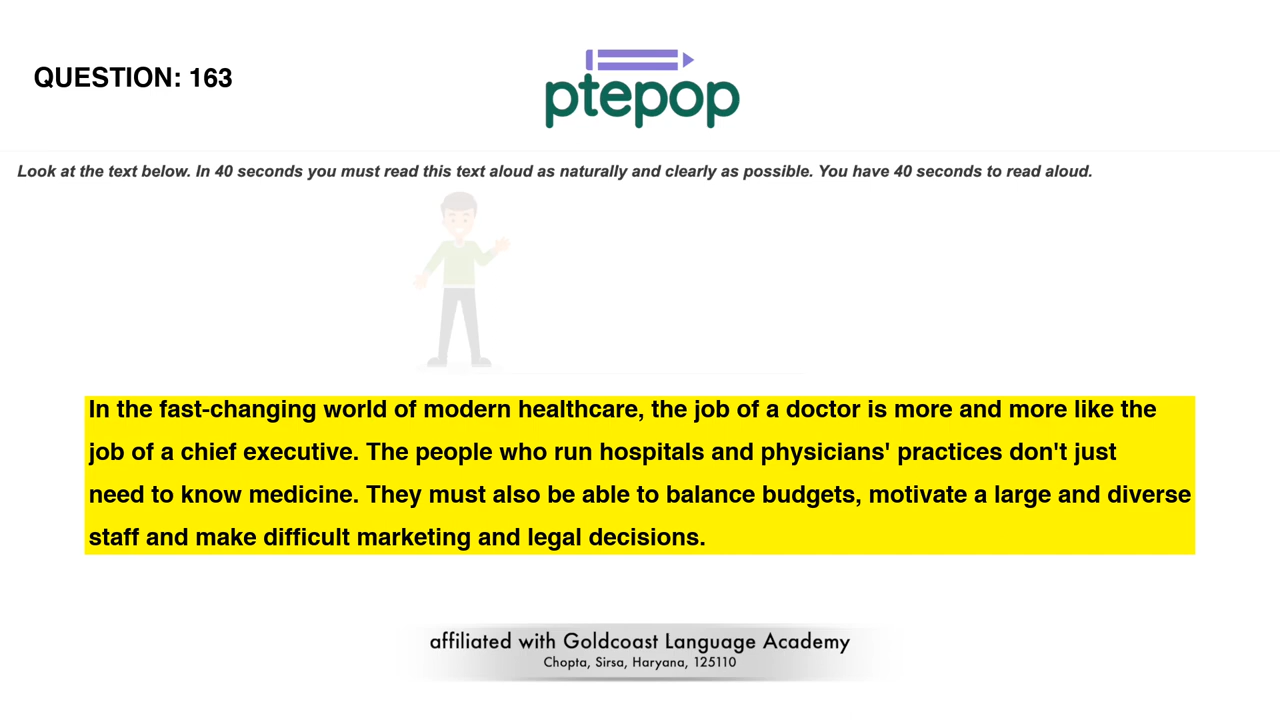 QUESTION: 163
ptepop
Look at the text below. In 40 seconds you must read this text aloud as naturally and clearly as possible. You have 40 seconds to read aloud.
In the fast-changing world of modern healthcare, the job of a doctor is more and more like the
job of a chief executive. The people who run hospitals and physicians' practices don't just
need to know medicine. They must also be able to balance budgets, motivate a large and diverse
staff and make difficult marketing and legal decisions.
affiliated with Goldcoast Language Academy
Chopta, Sirsa, Haryana, 125110